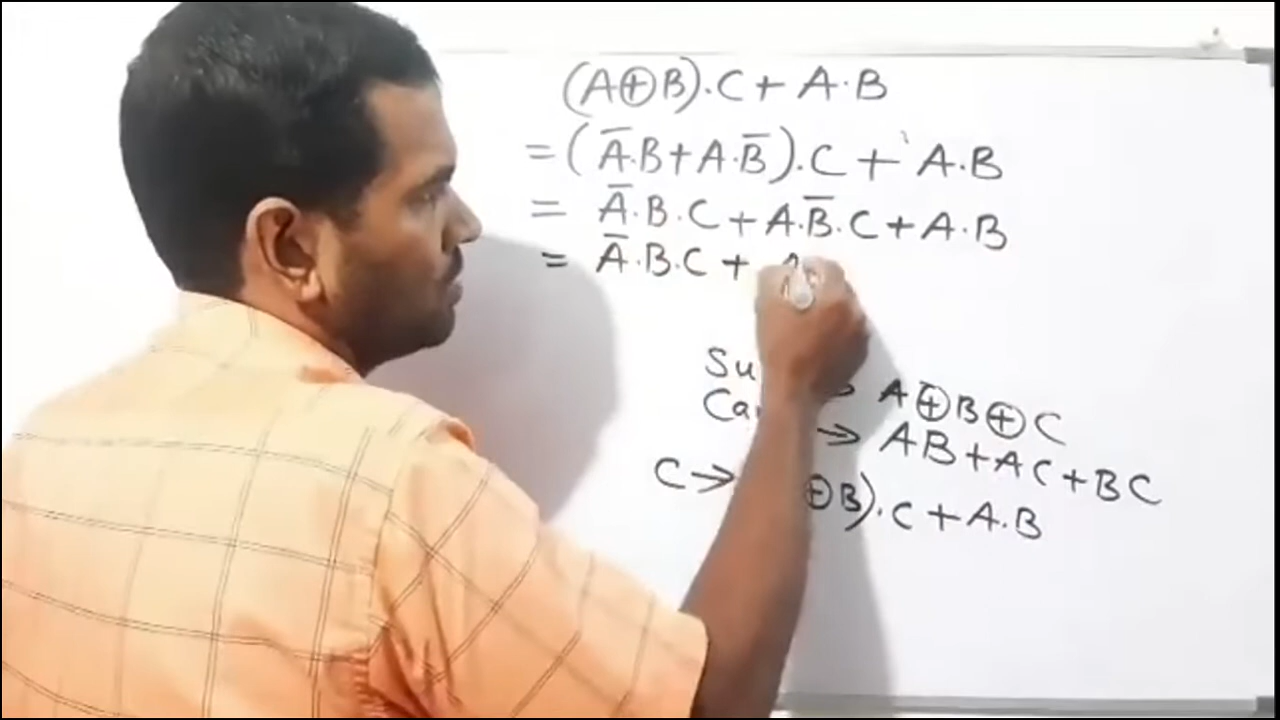 (A⊕B).C + A.B
= (A̅.B + A.B̅).C + A.B
= A̅.B.C + A.B̅.C + A.B
= A̅.B.C + A
A⊕B⊕C
→ AB + AC + BC
C → ⊕B).C + A.B